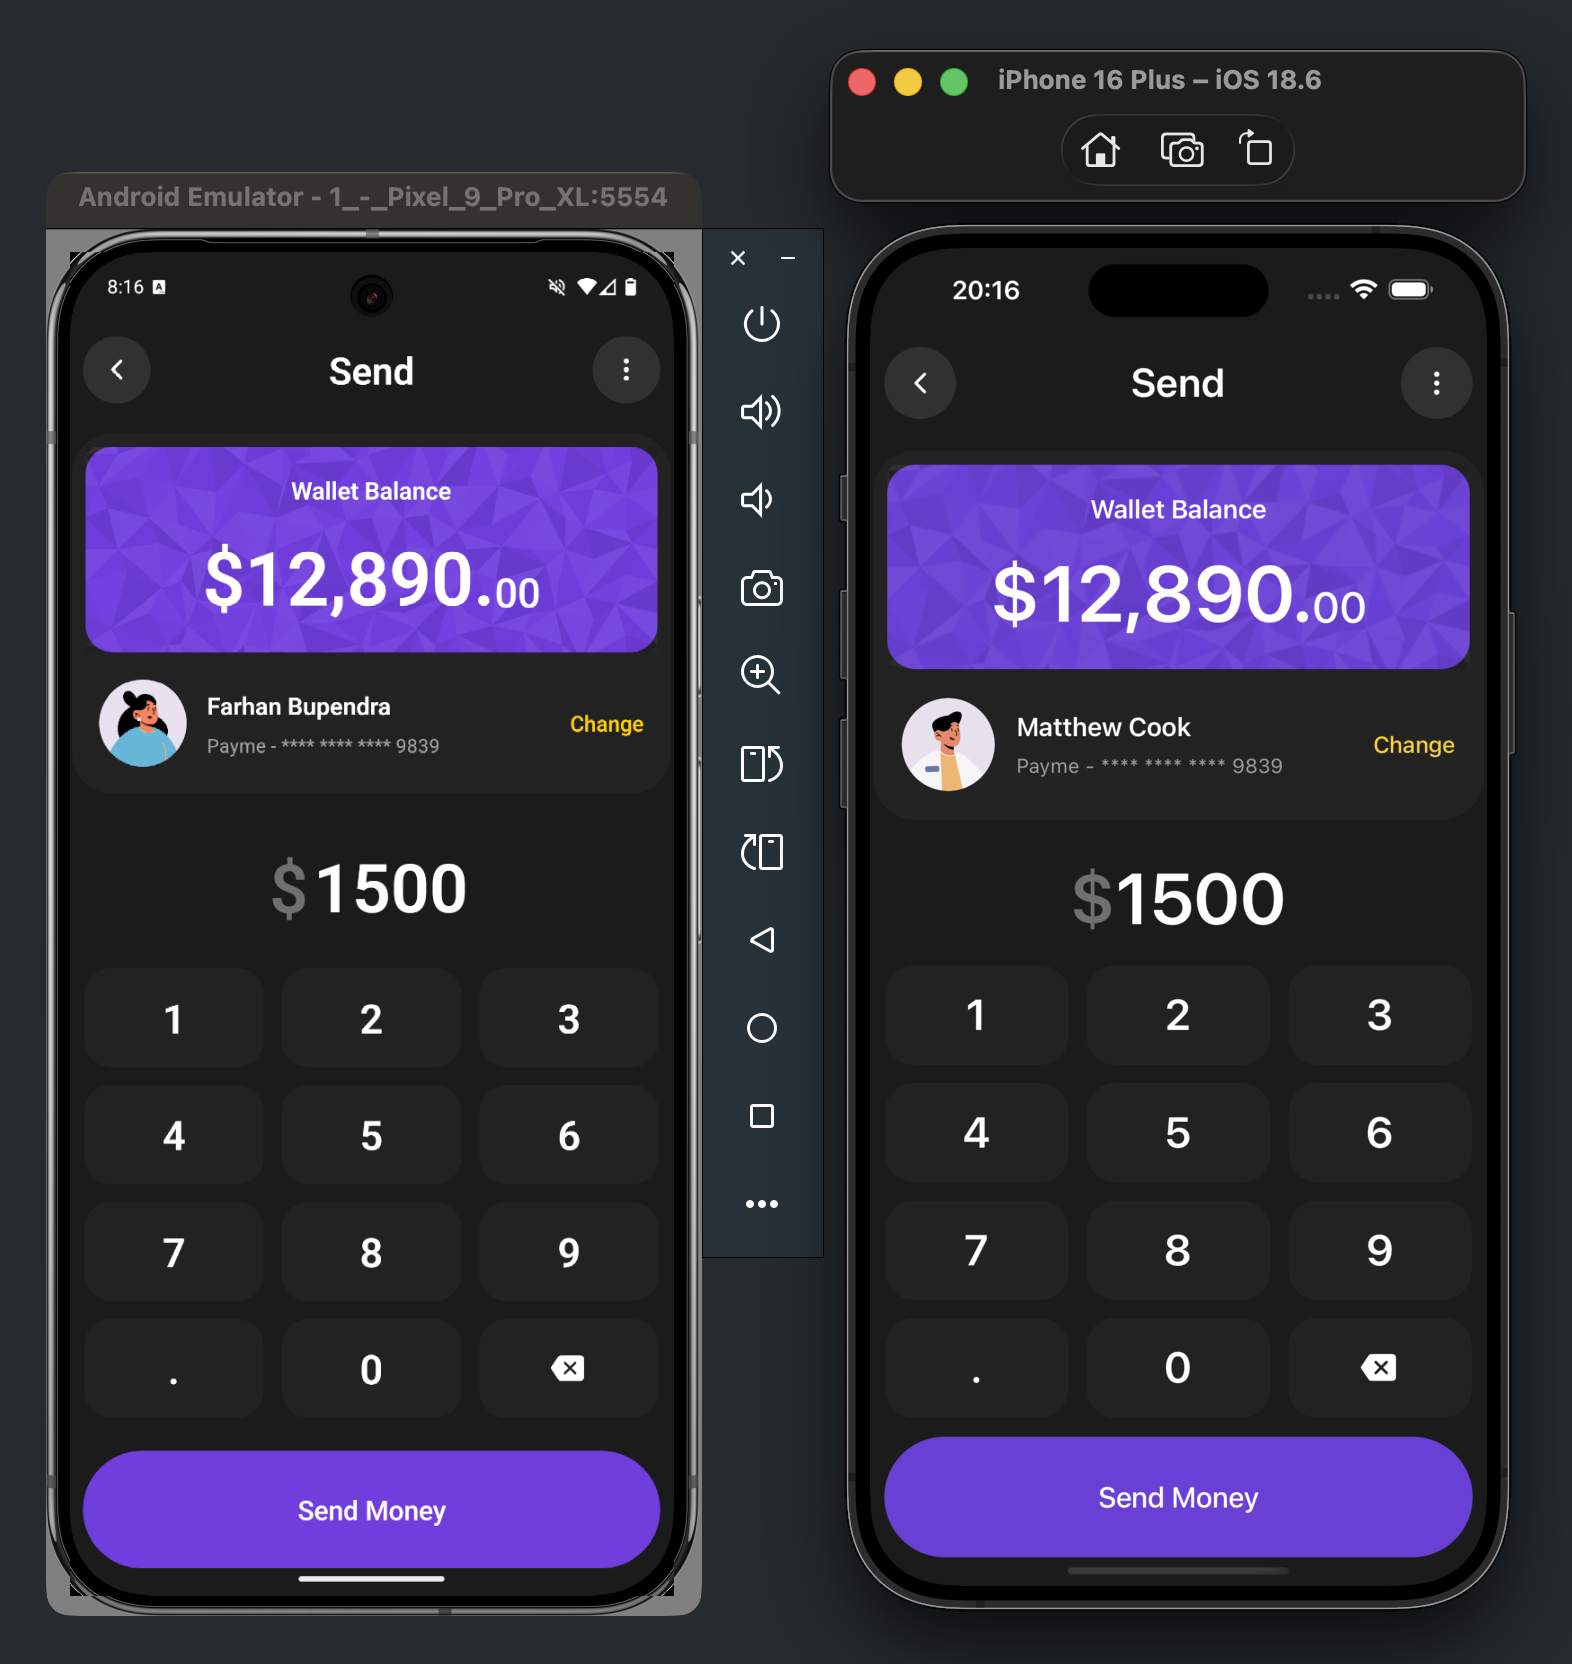 iPhone 16 Plus – iOS 18.6
Android Emulator - 1_-_Pixel_9_Pro_XL:5554
8:16 A
Send
Wallet Balance
$12,890.00
Farhan Bupendra
Payme - **** **** **** 9839
Change
$1500
1 2 3
4 5 6
7 8 9
. 0
Send Money
20:16
Send
Wallet Balance
$12,890.00
Matthew Cook
Payme - **** **** **** 9839
Change
$1500
1 2 3
4 5 6
7 8 9
. 0
Send Money